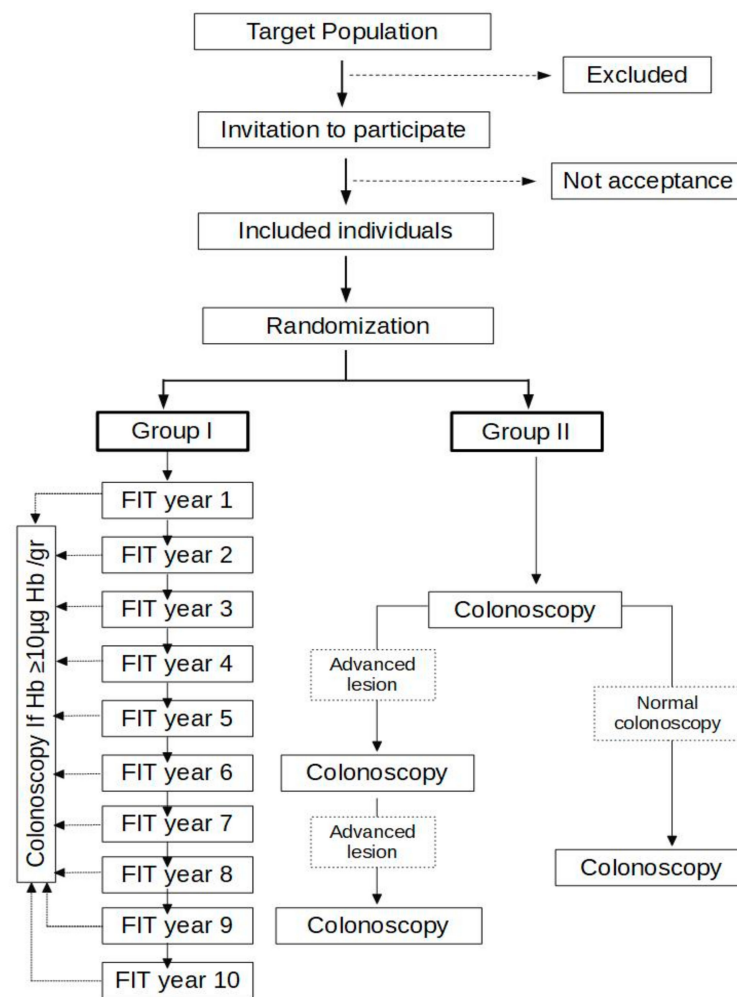 Target Population
Excluded
Invitation to participate
Not acceptance
Included individuals
Randomization
Group I
Group II
FIT year 1
FIT year 2
FIT year 3
FIT year 4
FIT year 5
FIT year 6
FIT year 7
FIT year 8
FIT year 9
FIT year 10
Colonoscopy If Hb ≥10µg Hb /gr
Colonoscopy
Advanced
lesion
Normal
colonoscopy
Colonoscopy
Advanced
lesion
Colonoscopy
Colonoscopy